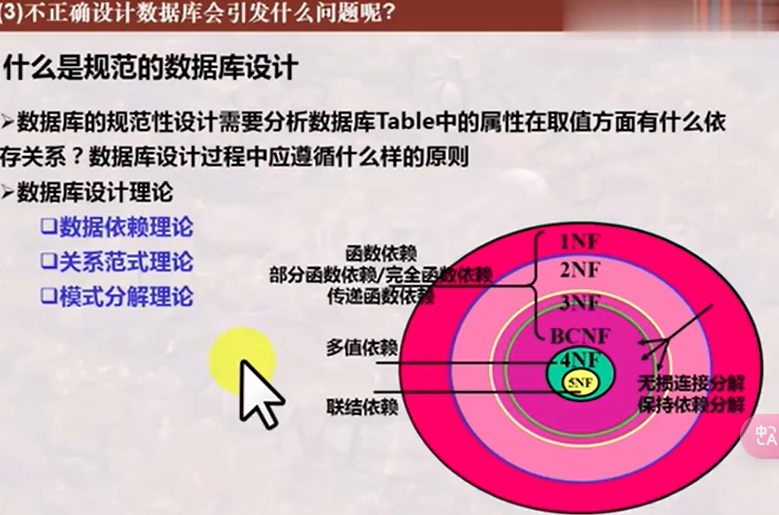 (3)不正确设计数据库会引发什么问题呢?
什么是规范的数据库设计
➢数据库的规范性设计需要分析数据库Table中的属性在取值方面有什么依
存关系？数据库设计过程中应遵循什么样的原则
➢数据库设计理论
❑数据依赖理论
❑关系范式理论
❑模式分解理论
函数依赖
部分函数依赖/完全函数依赖
传递函数依赖
多值依赖
联结依赖
1NF
2NF
3NF
BCNF
4NF
5NF
无损连接分解
保持依赖分解
中
A